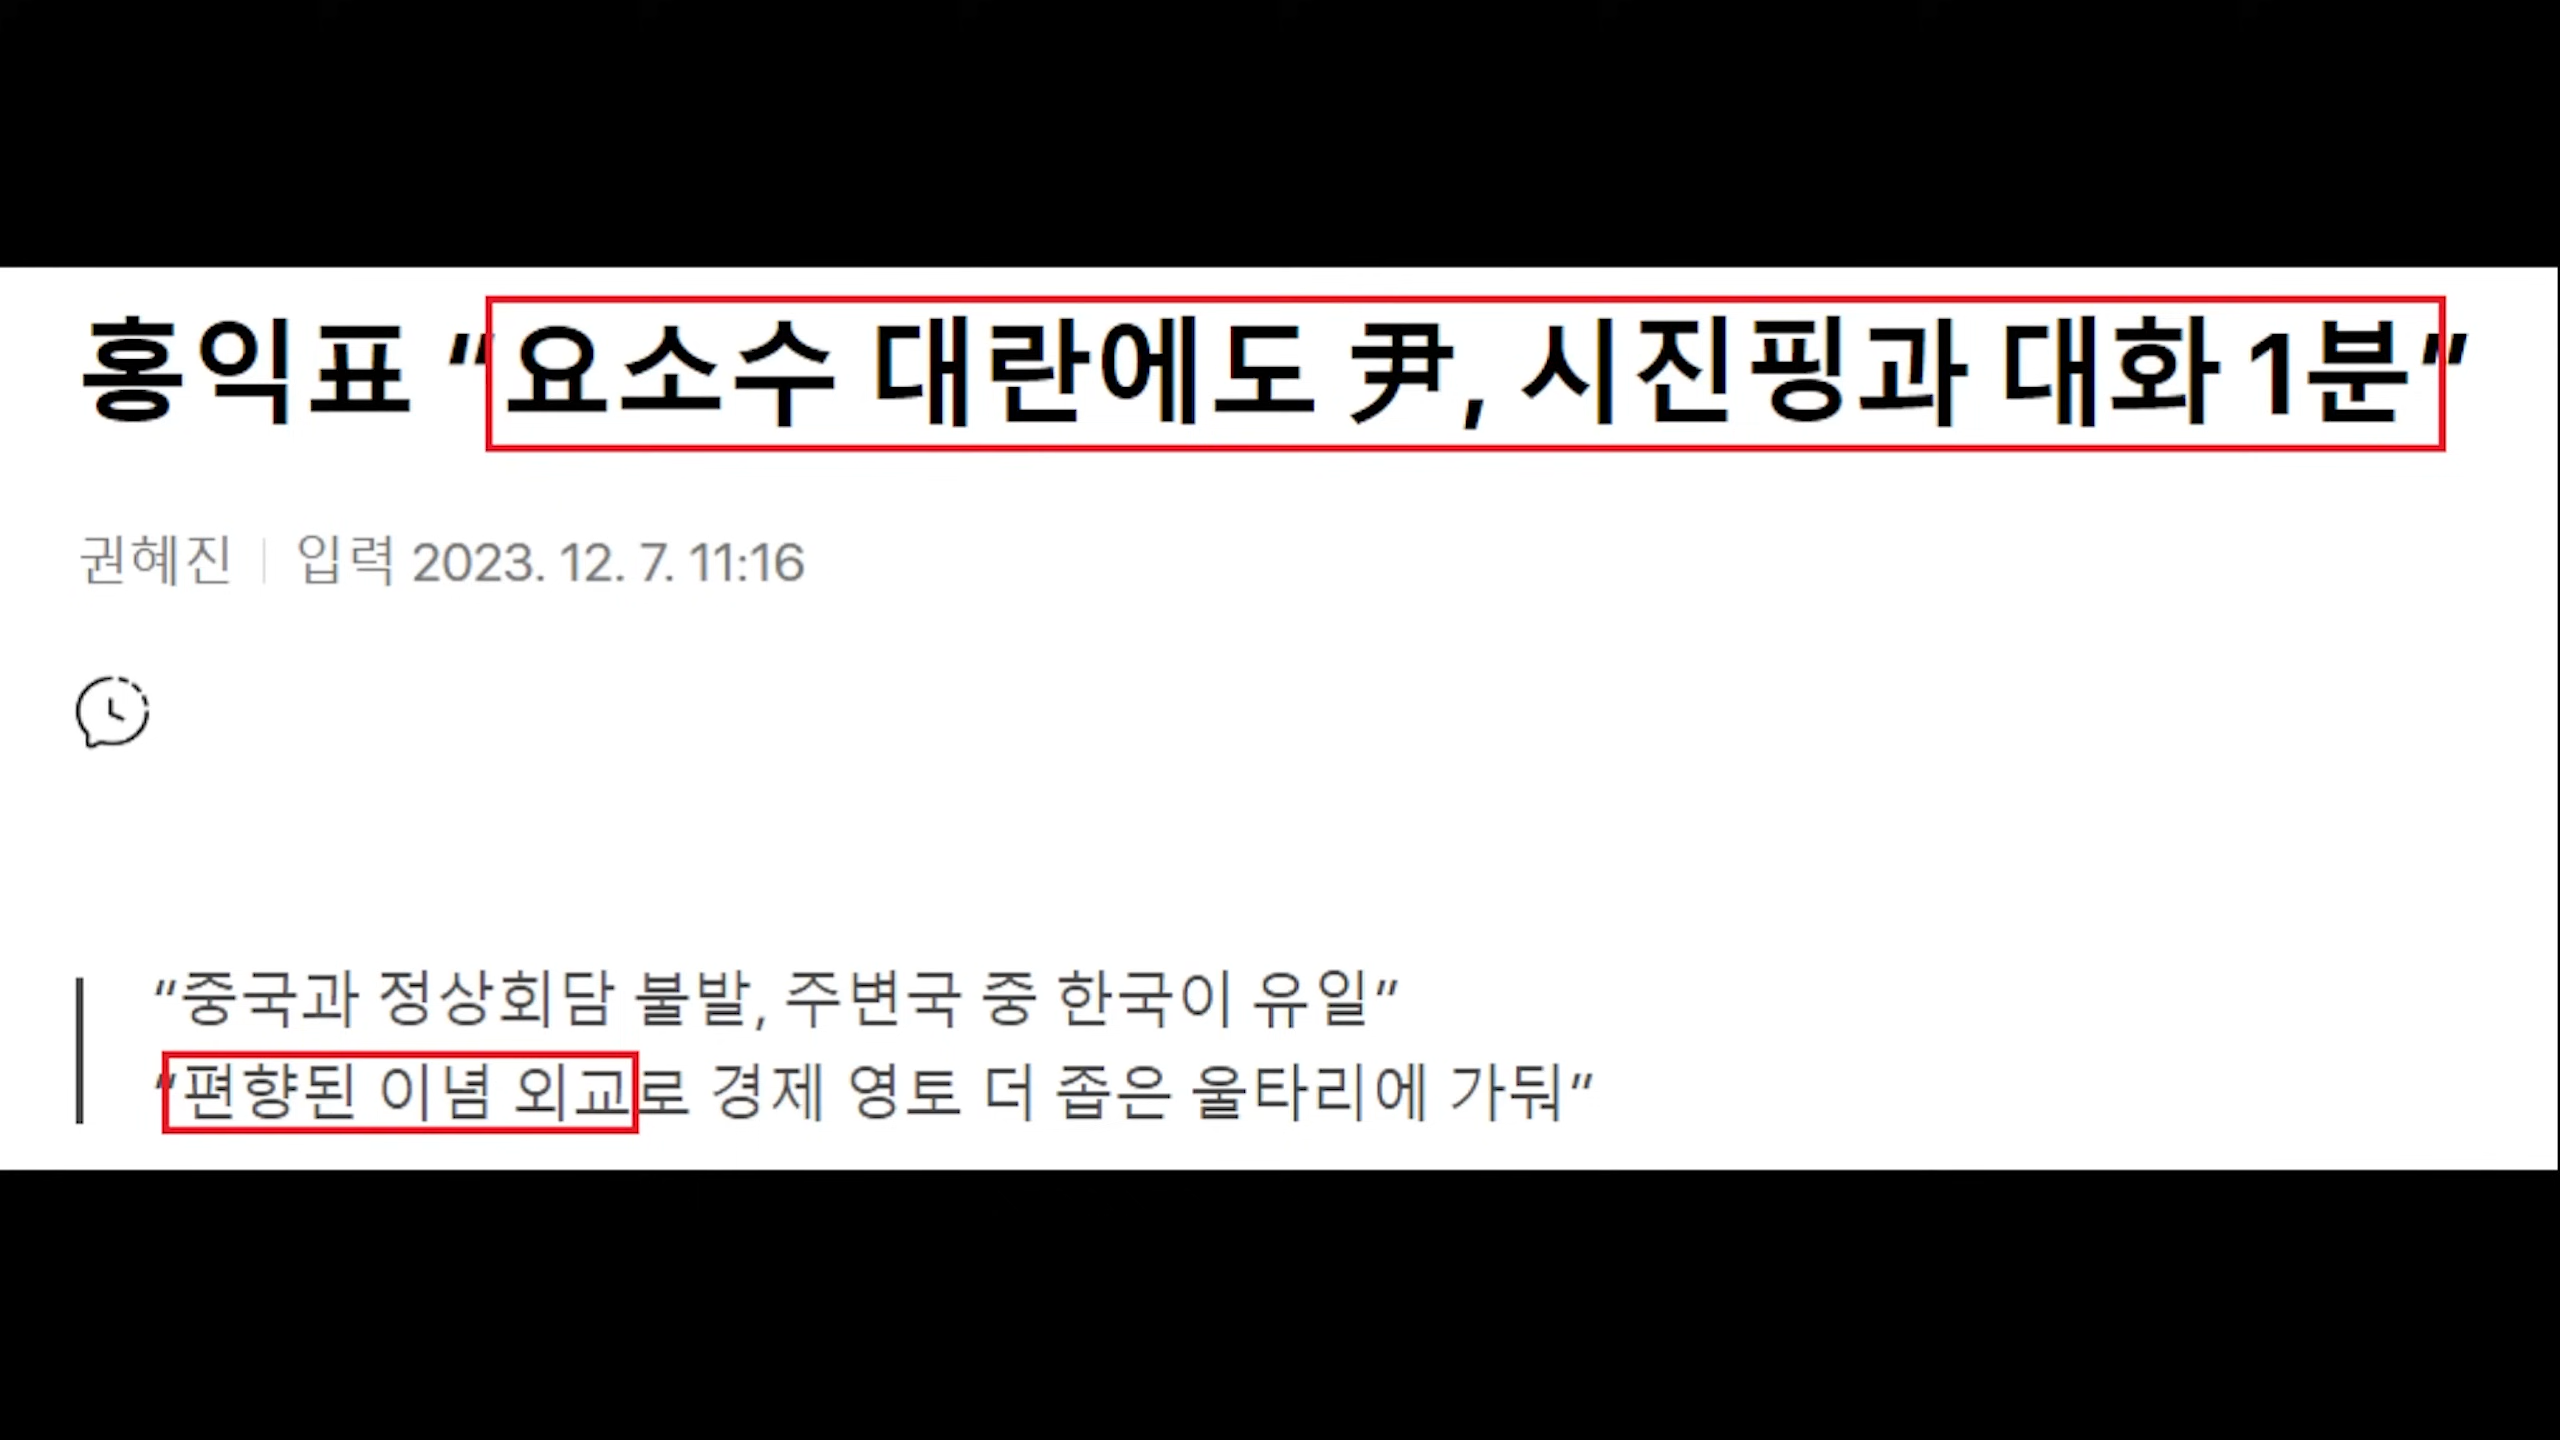 홍익표 “요소수 대란에도 尹, 시진핑과 대화 1분”
권혜진 | 입력 2023. 12. 7. 11:16
“중국과 정상회담 불발, 주변국 중 한국이 유일”
“편향된 이념 외교로 경제 영토 더 좁은 울타리에 가둬”